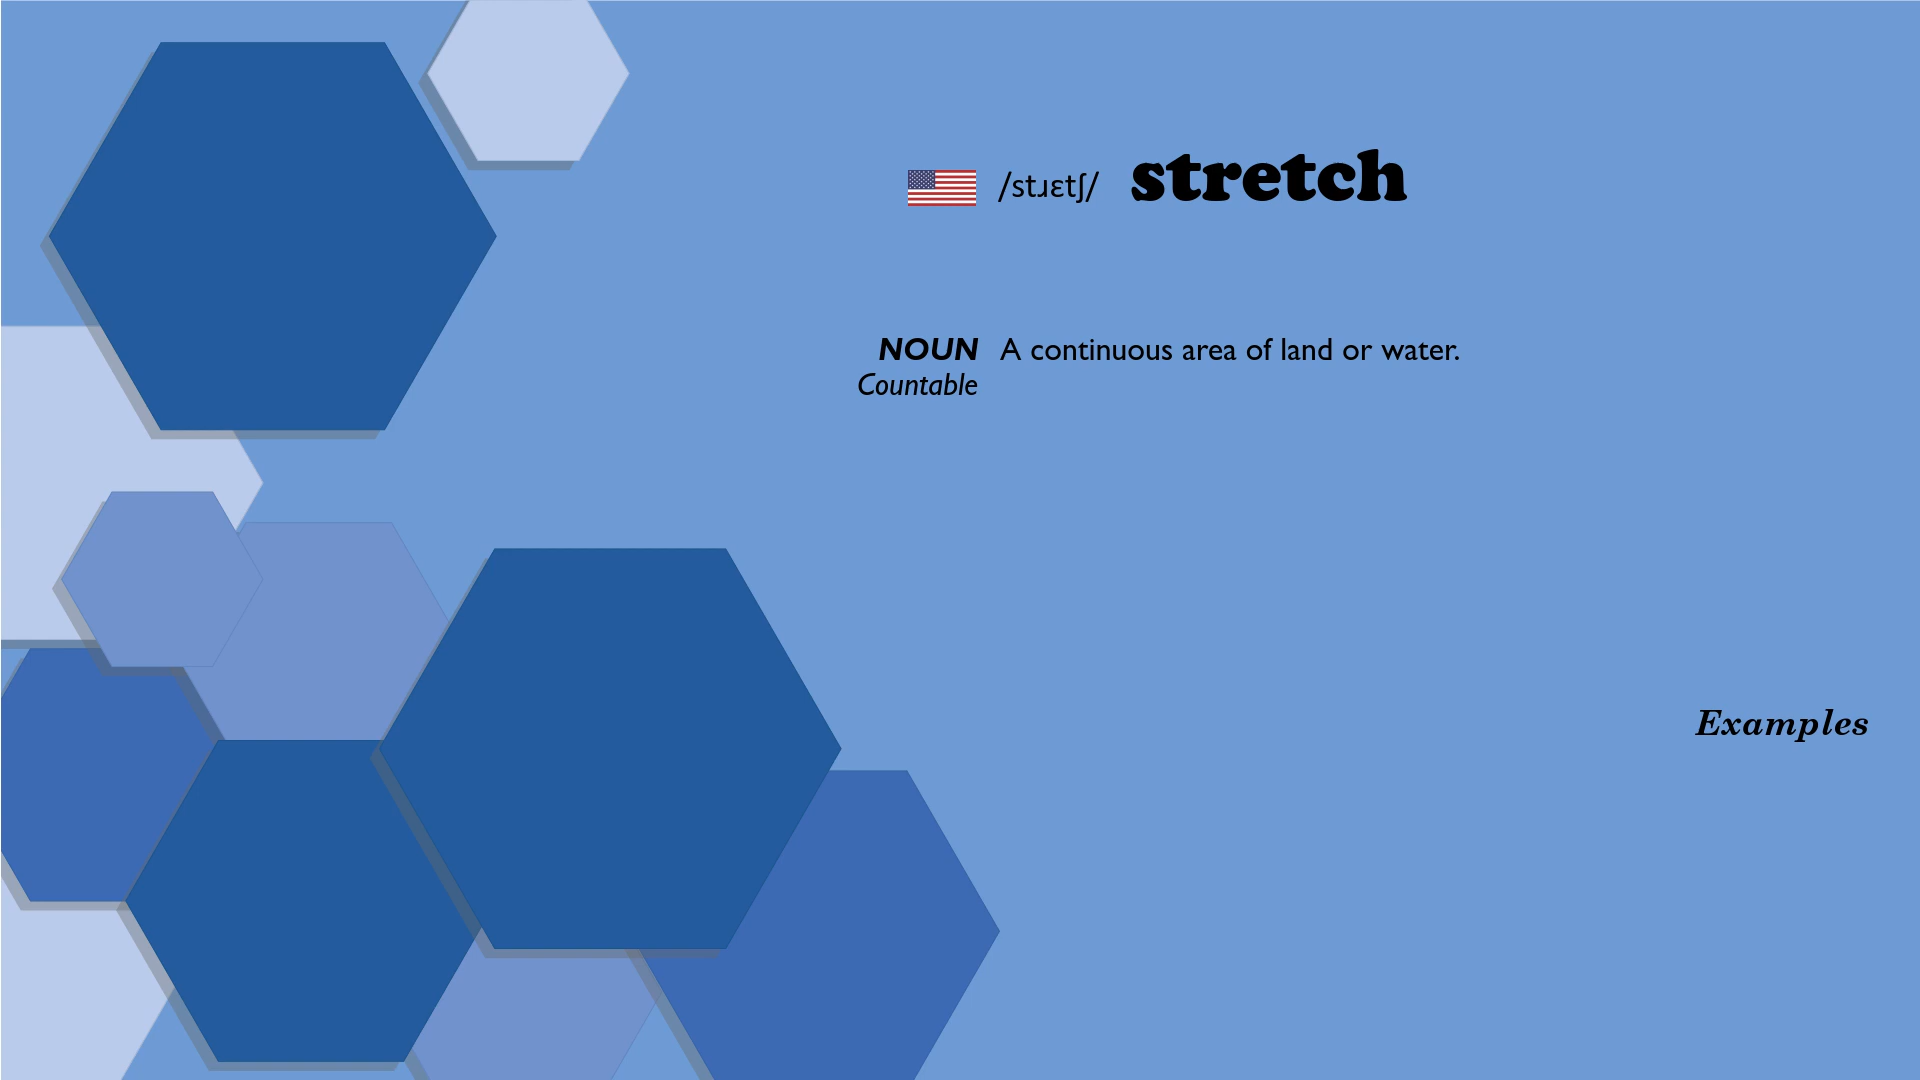 /stɹɛtʃ/ stretch
NOUN A continuous area of land or water.
Countable
Examples